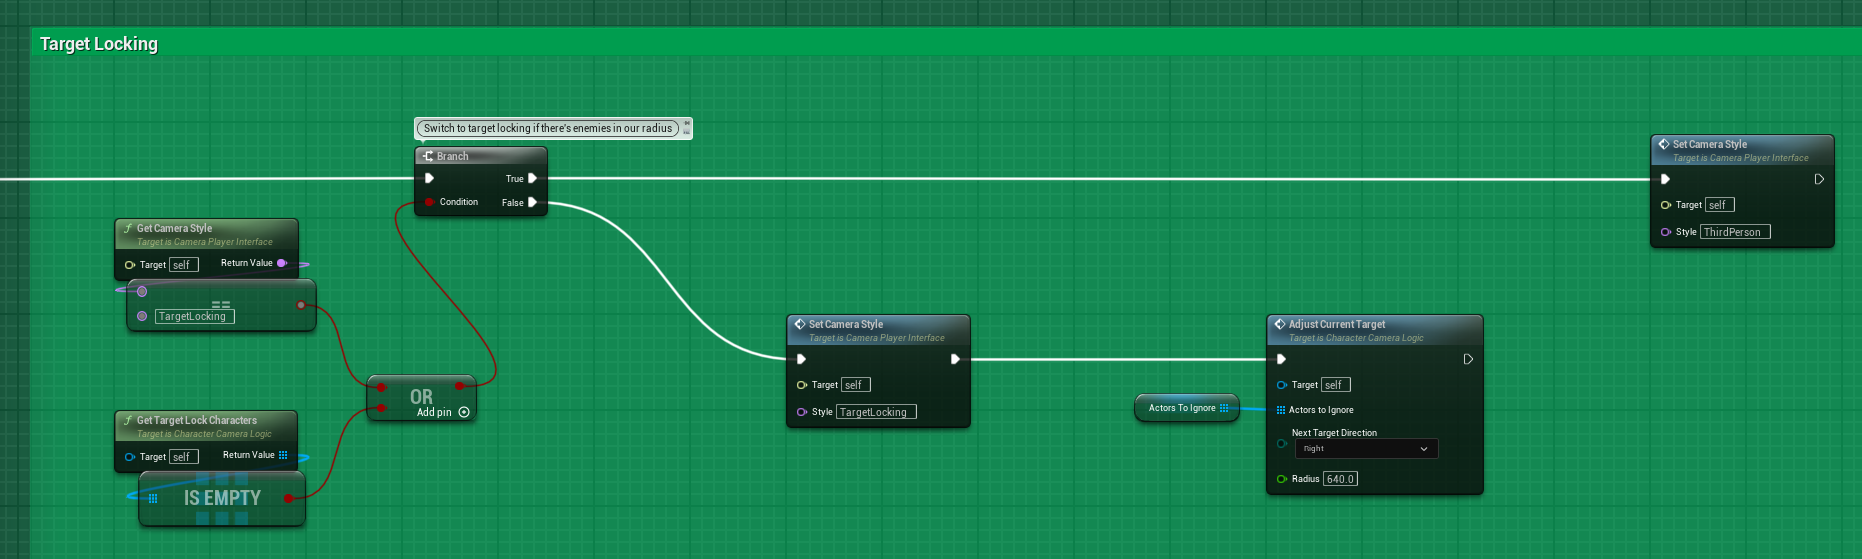 Target Locking
Switch to target locking if there's enemies in our radius
Branch
True
Condition
False
Get Camera Style
Target is Camera Player Interface
Target self
Return Value
==
TargetLocking
OR
Add pin
Get Target Lock Characters
Target is Character Camera Logic
Target self
Return Value
IS EMPTY
Set Camera Style
Target is Camera Player Interface
Target self
Style TargetLocking
Actors To Ignore
Adjust Current Target
Target is Character Camera Logic
Target self
Actors to Ignore
Next Target Direction
Right
Radius 640.0
Set Camera Style
Target is Camera Player Interface
Target self
Style ThirdPerson